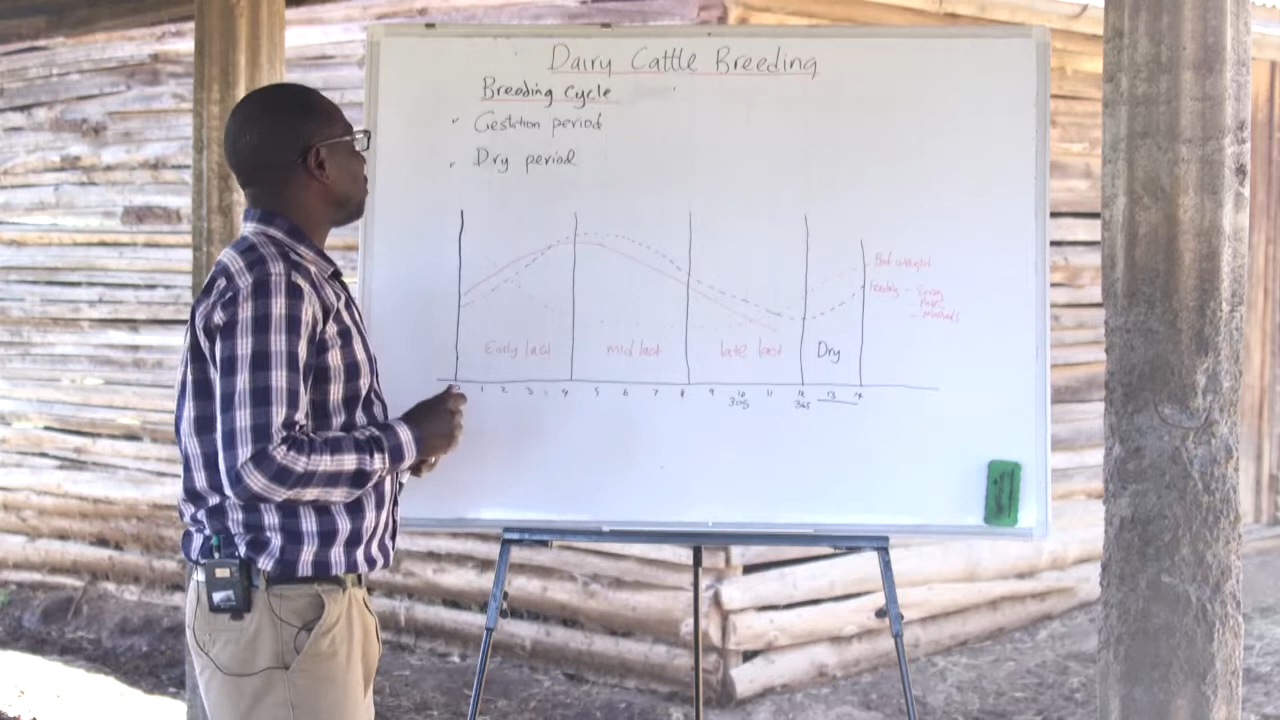 Dairy Cattle Breeding
Breeding Cycle
Gestation period
Dry period
Feeding -
Early lact mid lact late lact Dry
1 2 3 4 5 6 7 8 9 10 11 12 13 14
305 365